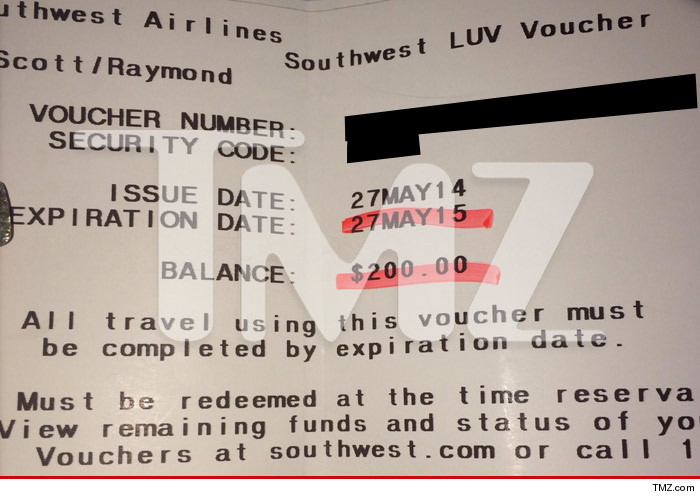 uthwest Airlines
Southwest LUV Voucher
Scott/Raymond
VOUCHER NUMBER:
SECURITY CODE:
ISSUE DATE: 27MAY14
EXPIRATION DATE: 27MAY15
BALANCE: $200.00
All travel using this voucher must
be completed by expiration date.
Must be redeemed at the time reserva
View remaining funds and status of yo
Vouchers at southwest.com or call 1
TMZ
TMZ.com